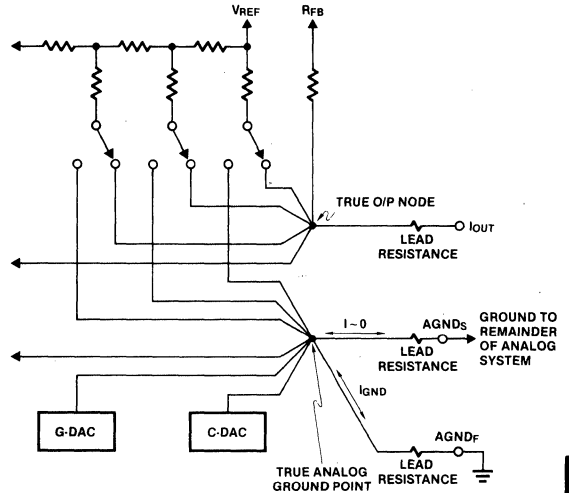 VREF
RFB
TRUE O/P NODE
IOUT
LEAD
RESISTANCE
I~0
AGNDS
GROUND TO
REMAINDER
OF ANALOG
SYSTEM
LEAD
RESISTANCE
IGND
G-DAC
C-DAC
AGNDF
LEAD
RESISTANCE
TRUE ANALOG
GROUND POINT